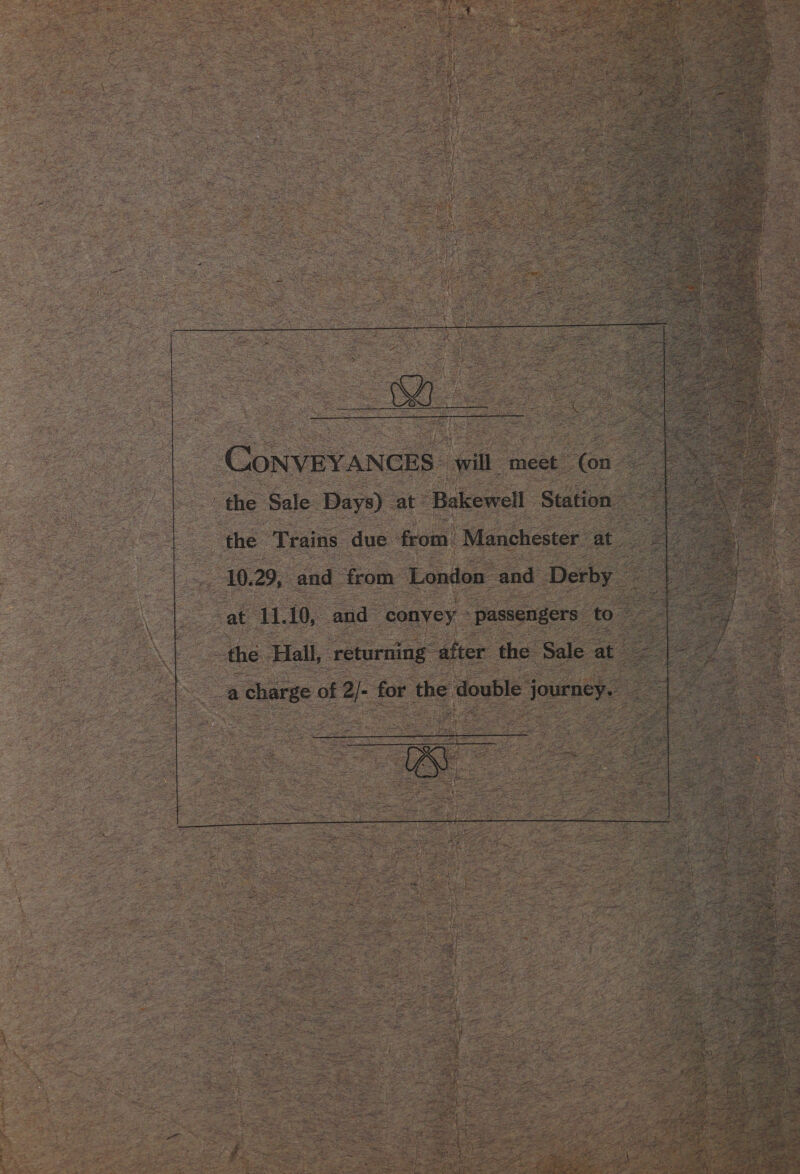 CONVEYANCES will meet (on
the Sale Days) at Bakewell Station
the Trains due from Manchester at
10.29, and from London and Derby
at 11.10, and convey passengers to
the Hall, returning after the Sale at
a charge of 2/- for the double journey.